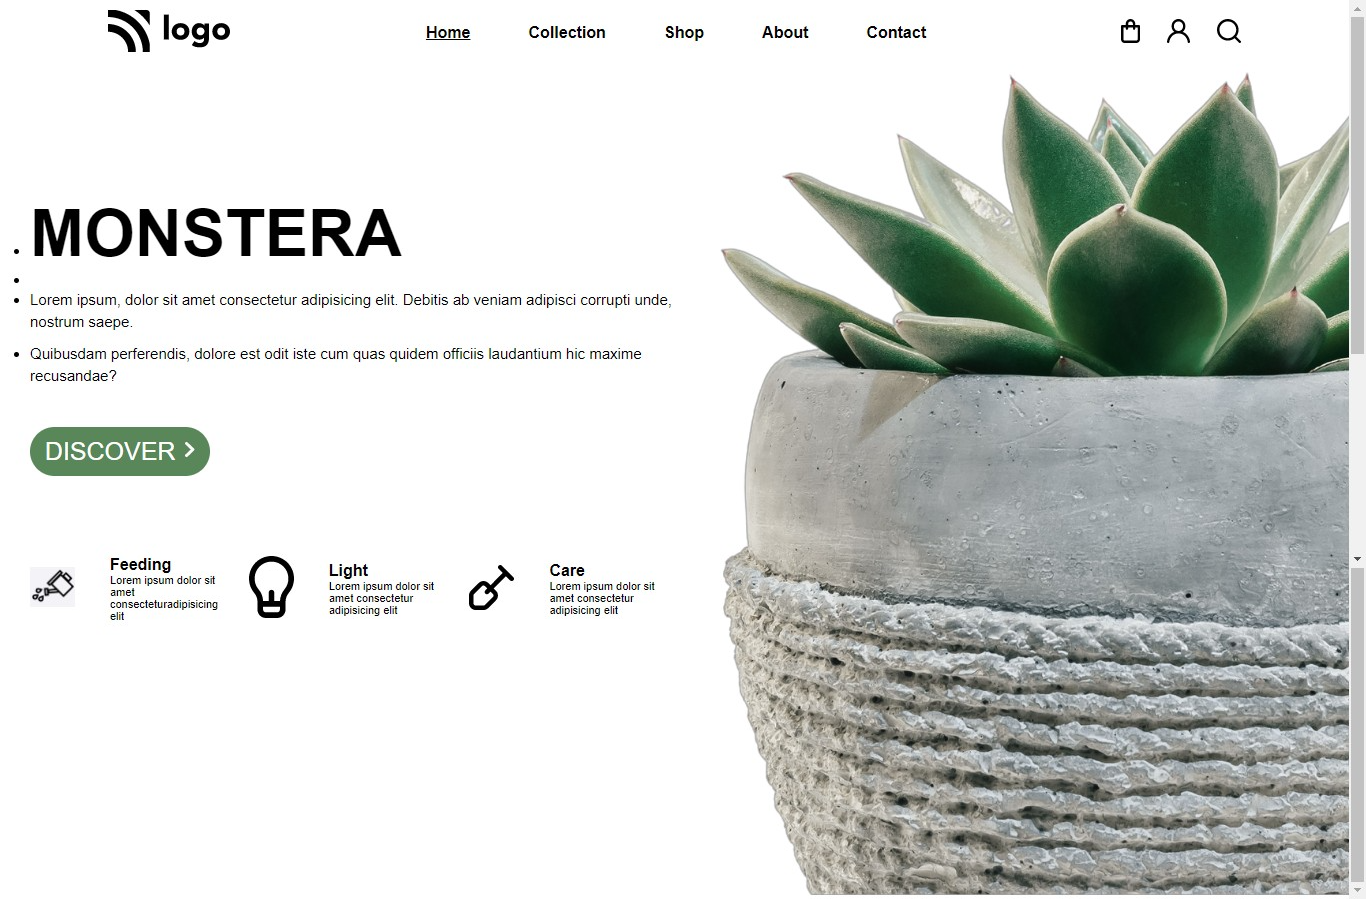 logo
Home Collection Shop About Contact
MONSTERA
Lorem ipsum, dolor sit amet consectetur adipisicing elit. Debitis ab veniam adipisci corrupti unde,
nostrum saepe.
Quibusdam perferendis, dolore est odit iste cum quas quidem officiis laudantium hic maxime
recusandae?
DISCOVER
Feeding
Lorem ipsum dolor sit
amet
consecteturadipisicing
elit
Light
Lorem ipsum dolor sit
amet consectetur
adipisicing elit
Care
Lorem ipsum dolor sit
amet consectetur
adipisicing elit